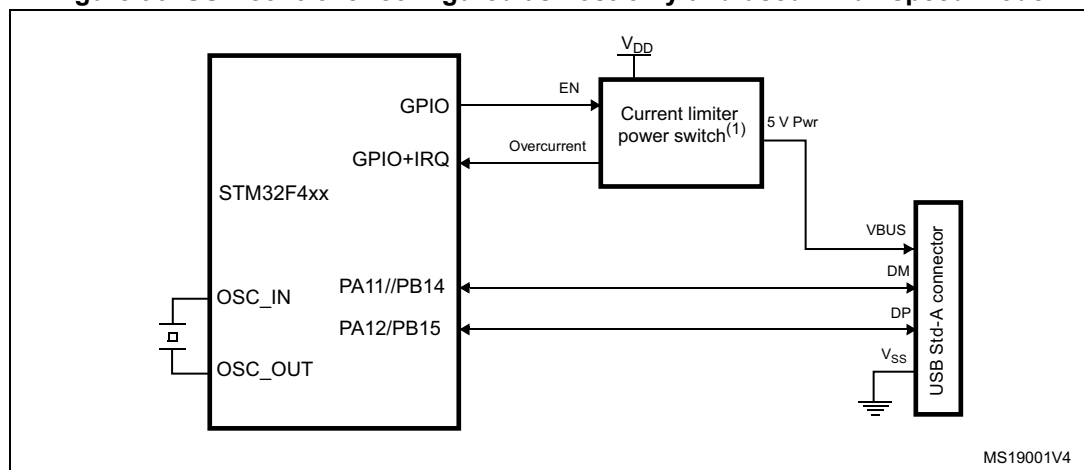 V_DD
GPIO
EN
Current limiter
power switch(1)
5 V Pwr
GPIO+IRQ
Overcurrent
STM32F4xx
VBUS
PA11//PB14
DM
OSC_IN
PA12/PB15
DP
OSC_OUT
V_SS
USB Std-A connector
MS19001V4